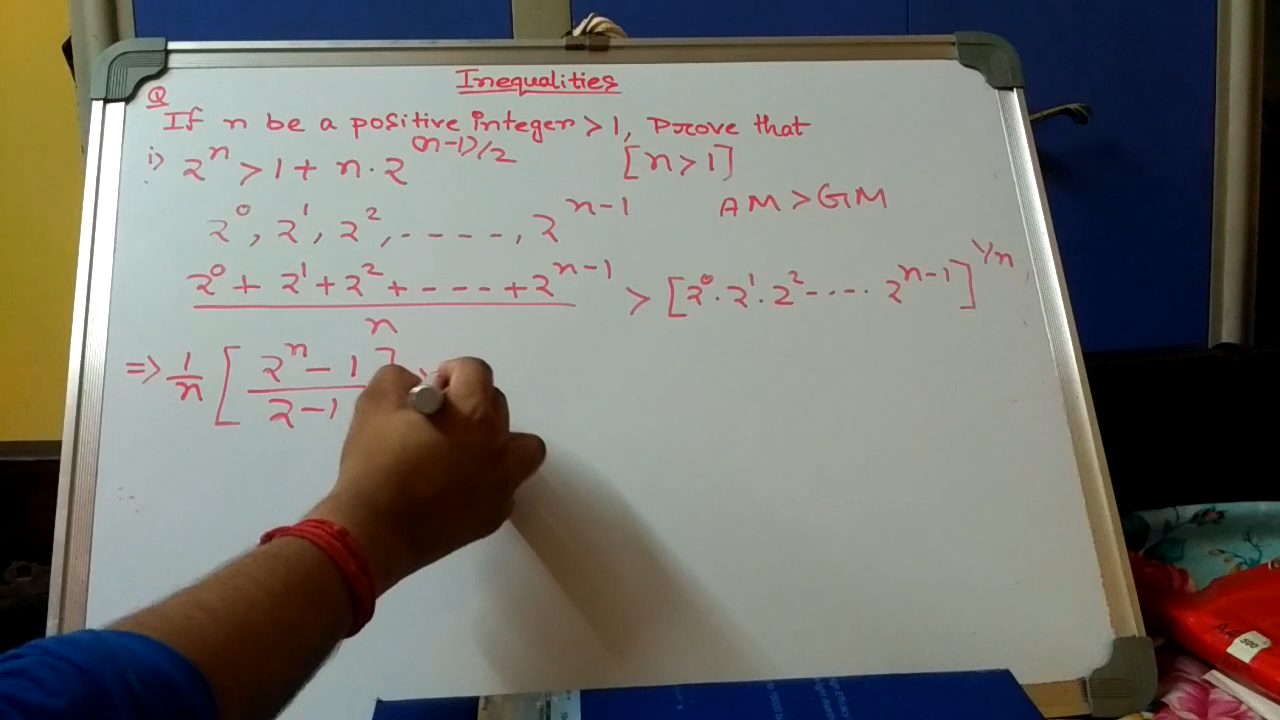 Inequalities
Q
If n be a positive integer > 1, Prove that
i) 2^n > 1 + n · 2^(n-1)/2 [n > 1]
2^0, 2^1, 2^2, - - - - -, 2^n-1 AM > GM
2^0 + 2^1 + 2^2 + - - - - + 2^n-1 / n > [2^0 · 2^1 · 2^2 - - · - · 2^n-1]^1/n
=> 1/n [2^n - 1 / 2 - 1
500